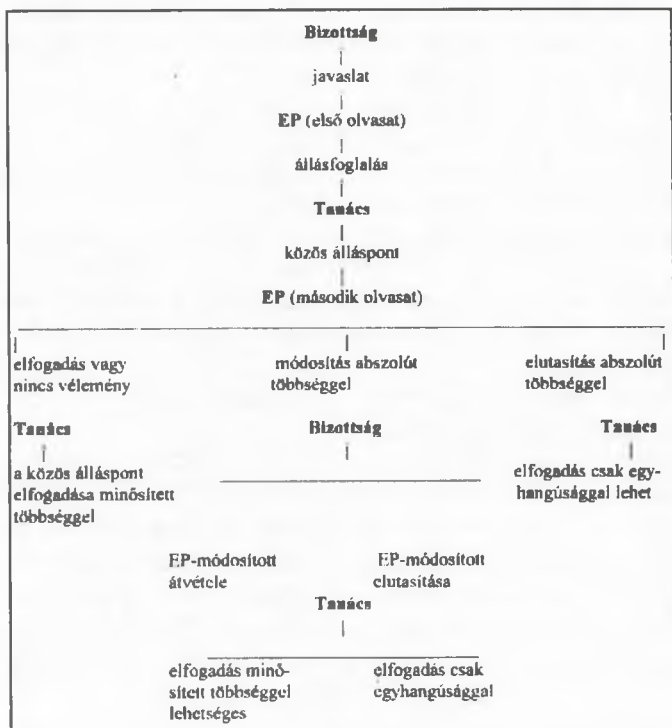 Bizottság
javaslat
EP (első olvasat)
állásfoglalás
Tanács
közös álláspont
EP (második olvasat)
elfogadás vagy
nincs vélemény
módosítás abszolút
többséggel
elutasítás abszolút
többséggel
Tanács
Bizottság
Tanács
a közös álláspont
elfogadása minősített
többséggel
elfogadás csak egy-
hangúsággal lehet
EP-módosított
átvétele
EP-módosított
elutasítása
Tanács
elfogadás minő-
sített többséggel
lehetséges
elfogadás csak
egyhangúsággal